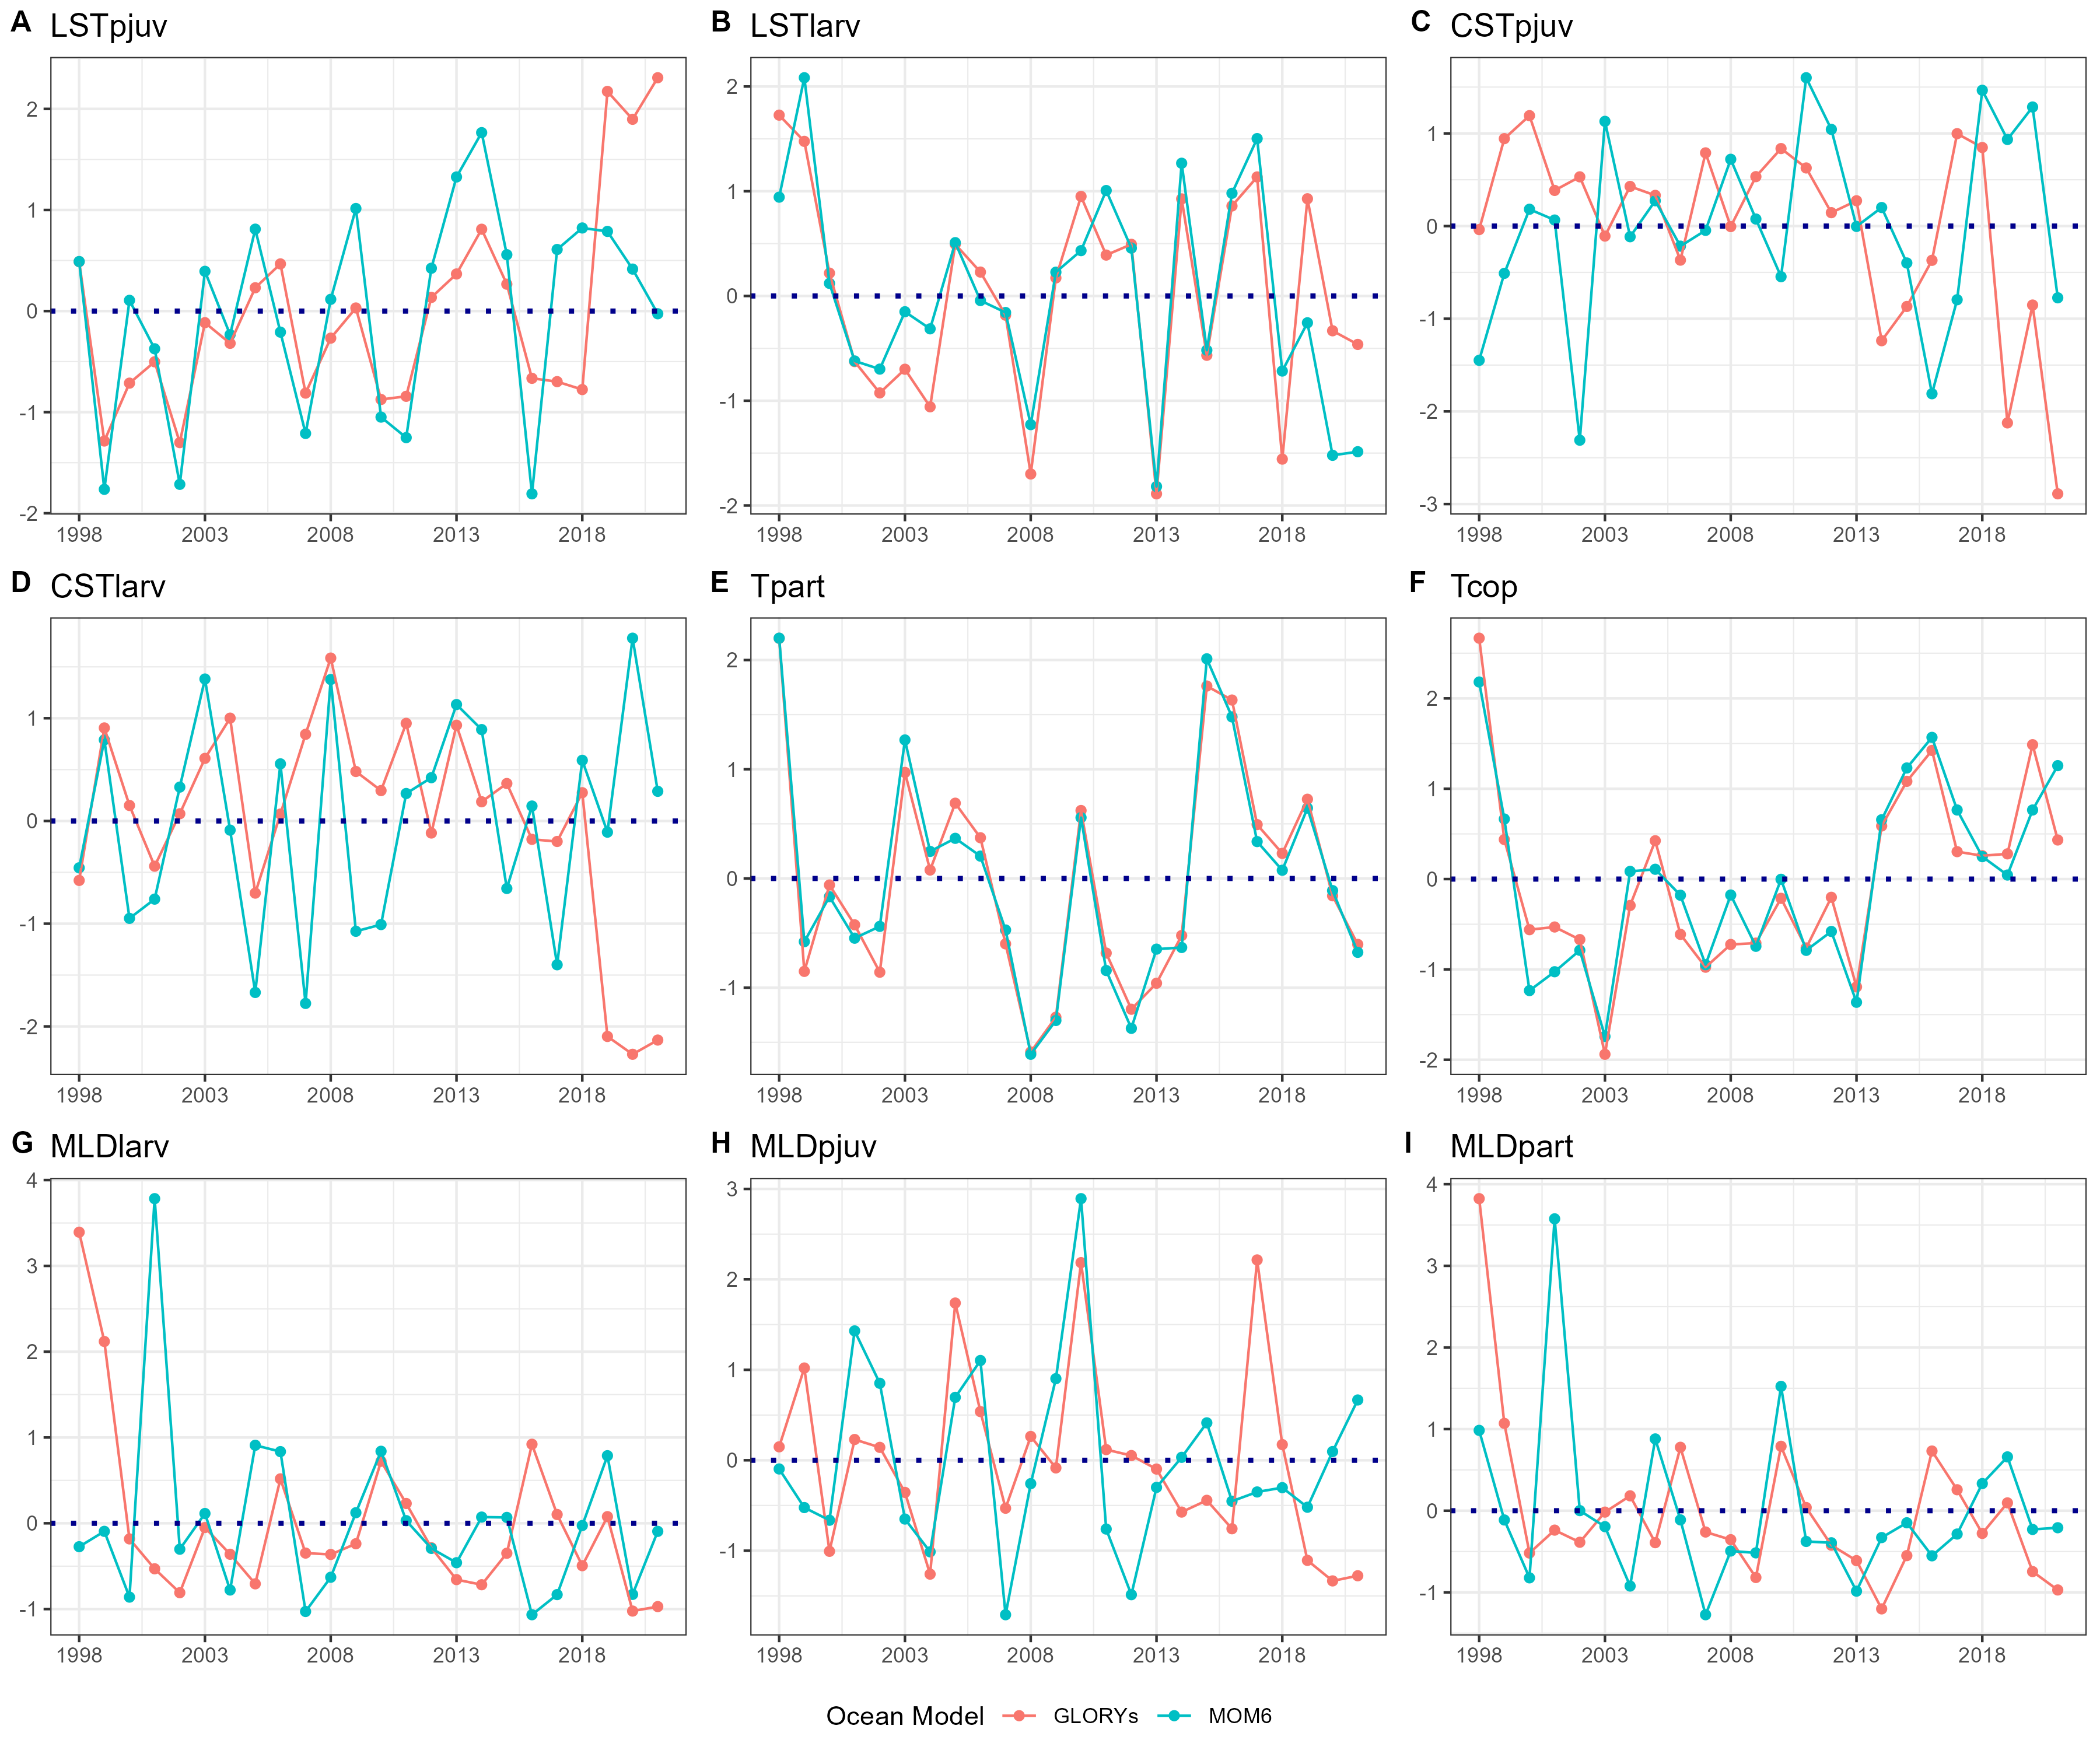 A LSTpjuv
2
1
0
-1
-2
1998 2003 2008 2013 2018
B LSTlarv
2
1
0
-1
-2
1998 2003 2008 2013 2018
C CSTpjuv
1
0
-1
-2
-3
1998 2003 2008 2013 2018
D CSTlarv
1
0
-1
-2
1998 2003 2008 2013 2018
E Tpart
2
1
0
-1
1998 2003 2008 2013 2018
F Tcop
2
1
0
-1
-2
1998 2003 2008 2013 2018
G MLDlarv
4
3
2
1
0
-1
1998 2003 2008 2013 2018
H MLDpjuv
3
2
1
0
-1
1998 2003 2008 2013 2018
I MLDpart
4
3
2
1
0
-1
1998 2003 2008 2013 2018
Ocean Model GLORYs MOM6